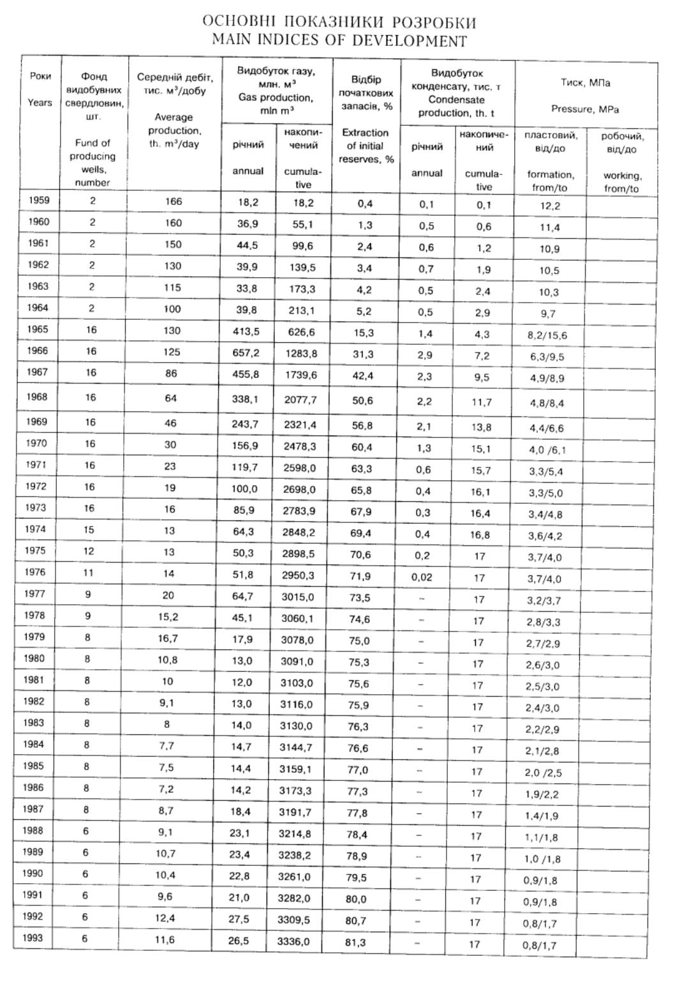 ОСНОВНІ ПОКАЗНИКИ РОЗРОБКИ
MAIN INDICES OF DEVELOPMENT
Роки
Years
Фонд
видобувних
свердловин,
шт.
Fund of
producing
wells,
number
Середній дебіт,
тис. м³/добу
Average
production,
th. m³/day
Видобуток газу,
млн. м³
Gas production,
mln m³
річний
annual
накопи-
чений
cumula-
tive
Відбір
початкових
запасів, %
Extraction
of initial
reserves, %
Видобуток
конденсату, тис. т
Condensate
production, th. t
річний
annual
накопиче-
ний
cumula-
tive
Тиск, МПа
Pressure, MPa
пластовий,
від/до
formation,
from/to
робочий,
від/до
working,
from/to
1959 2 166 18,2 18,2 0,4 0,1 0,1 12,2
1960 2 160 36,9 55,1 1,3 0,5 0,6 11,4
1961 2 150 44,5 99,6 2,4 0,6 1,2 10,9
1962 2 130 39,9 139,5 3,4 0,7 1,9 10,5
1963 2 115 33,8 173,3 4,2 0,5 2,4 10,3
1964 2 100 39,8 213,1 5,2 0,5 2,9 9,7
1965 16 130 413,5 626,6 15,3 1,4 4,3 8,2/15,6
1966 16 125 657,2 1283,8 31,3 2,9 7,2 6,3/9,5
1967 16 86 455,8 1739,6 42,4 2,3 9,5 4,9/8,9
1968 16 64 338,1 2077,7 50,6 2,2 11,7 4,8/8,4
1969 16 46 243,7 2321,4 56,8 2,1 13,8 4,4/6,6
1970 16 30 156,9 2478,3 60,4 1,3 15,1 4,0 /6,1
1971 16 23 119,7 2598,0 63,3 0,6 15,7 3,3/5,4
1972 16 19 100,0 2698,0 65,8 0,4 16,1 3,3/5,0
1973 16 16 85,9 2783,9 67,9 0,3 16,4 3,4/4,8
1974 15 13 64,3 2848,2 69,4 0,4 16,8 3,6/4,2
1975 12 13 50,3 2898,5 70,6 0,2 17 3,7/4,0
1976 11 14 51,8 2950,3 71,9 0,02 17 3,7/4,0
1977 9 20 64,7 3015,0 73,5 – 17 3,2/3,7
1978 9 15,2 45,1 3060,1 74,6 – 17 2,8/3,3
1979 8 16,7 17,9 3078,0 75,0 – 17 2,7/2,9
1980 8 10,8 13,0 3091,0 75,3 – 17 2,6/3,0
1981 8 10 12,0 3103,0 75,6 – 17 2,5/3,0
1982 8 9,1 13,0 3116,0 75,9 – 17 2,4/3,0
1983 8 8 14,0 3130,0 76,3 – 17 2,2/2,9
1984 8 7,7 14,7 3144,7 76,6 – 17 2,1/2,8
1985 8 7,5 14,4 3159,1 77,0 – 17 2,0 /2,5
1986 8 7,2 14,2 3173,3 77,3 – 17 1,9/2,2
1987 8 8,7 18,4 3191,7 77,8 – 17 1,4/1,9
1988 6 9,1 23,1 3214,8 78,4 – 17 1,1/1,8
1989 6 10,7 23,4 3238,2 78,9 – 17 1,0 /1,8
1990 6 10,4 22,8 3261,0 79,5 – 17 0,9/1,8
1991 6 9,6 21,0 3282,0 80,0 – 17 0,9/1,8
1992 6 12,4 27,5 3309,5 80,7 – 17 0,8/1,7
1993 6 11,6 26,5 3336,0 81,3 – 17 0,8/1,7